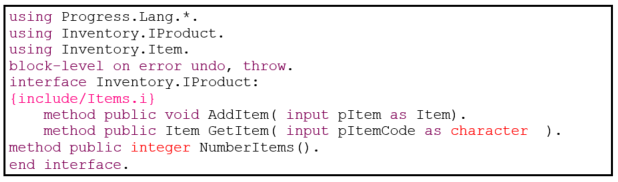 using Progress.Lang.*.
using Inventory.IProduct.
using Inventory.Item.
block-level on error undo, throw.
interface Inventory.IProduct:
{include/Items.i}
    method public void AddItem( input pItem as Item).
    method public Item GetItem( input pItemCode as character  ).
method public integer NumberItems().
end interface.